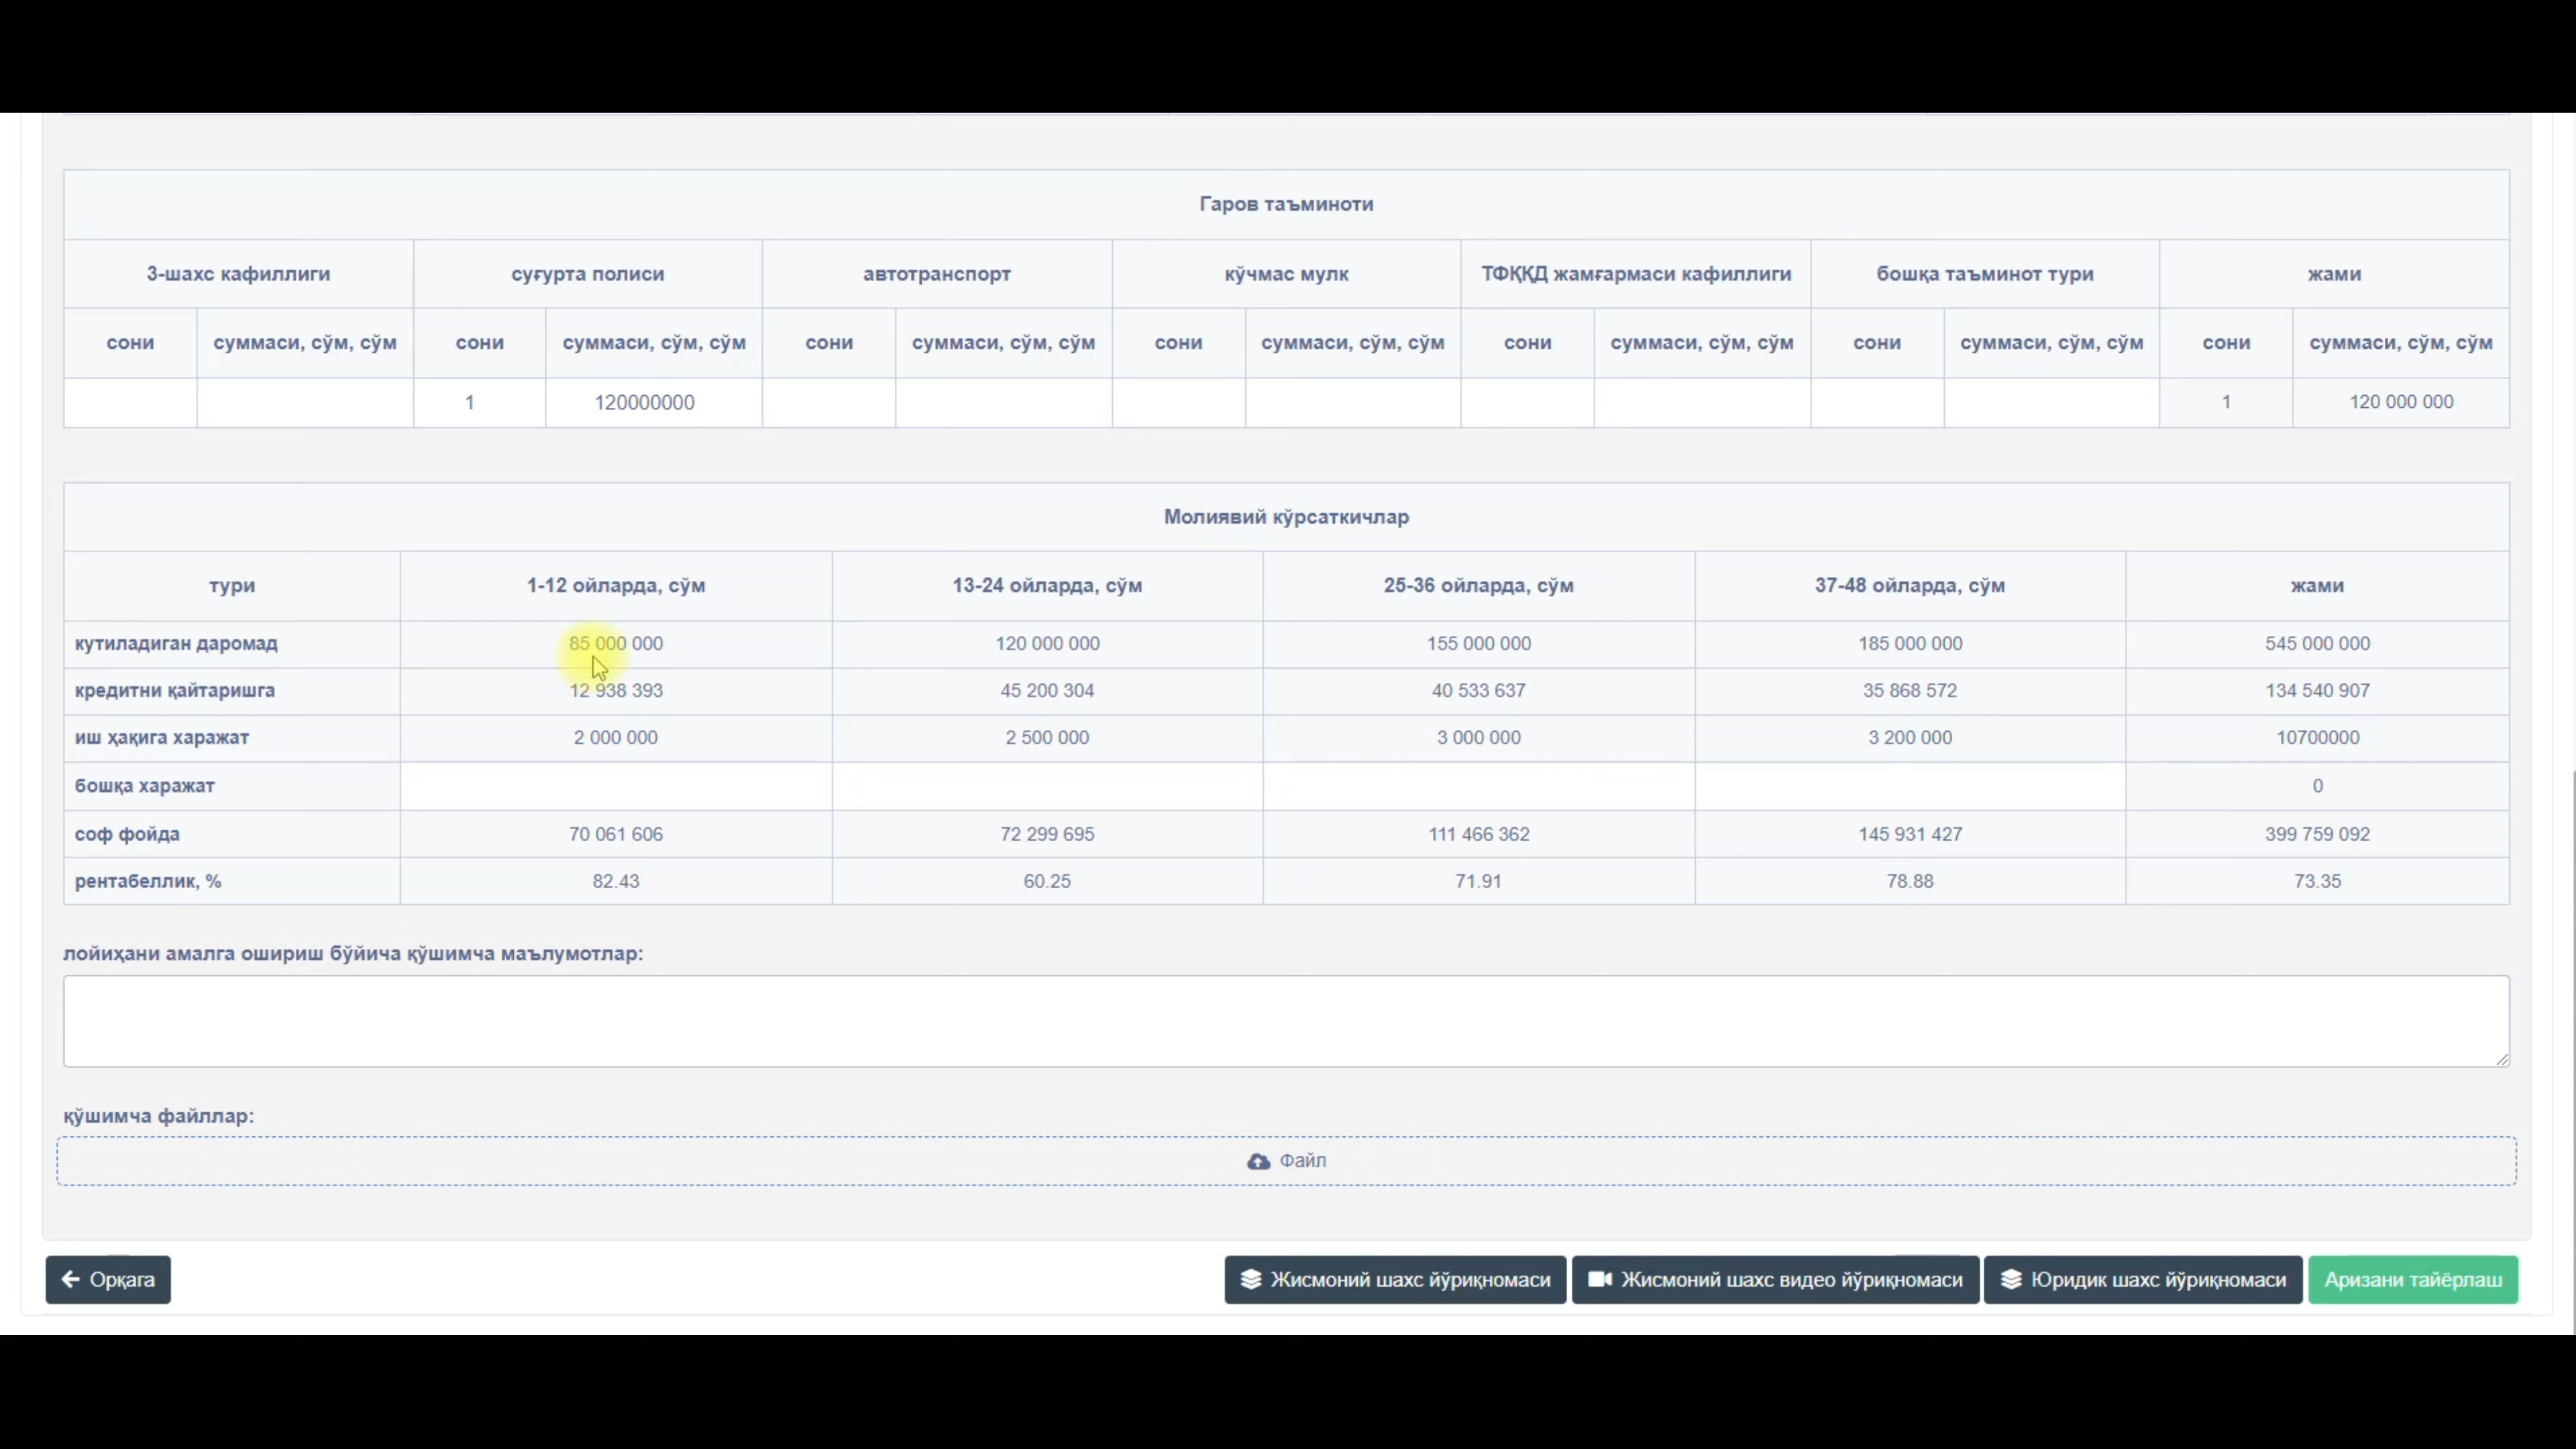 Гаров таъминоти
3-шахс кафиллиги суғурта полиси автотранспорт кўчмас мулк ТФҚҚД жамғармаси кафиллиги бошқа таъминот тури жами
сони суммаси, сўм, сўм сони суммаси, сўм, сўм сони суммаси, сўм, сўм сони суммаси, сўм, сўм сони суммаси, сўм, сўм сони суммаси, сўм, сўм сони суммаси, сўм, сўм
1 120000000 1 120 000 000
Молиявий кўрсаткичлар
тури 1-12 ойларда, сўм 13-24 ойларда, сўм 25-36 ойларда, сўм 37-48 ойларда, сўм жами
кутиладиган даромад 85 000 000 120 000 000 155 000 000 185 000 000 545 000 000
кредитни қайтаришга 12 938 393 45 200 304 40 533 637 35 868 572 134 540 907
иш ҳақига харажат 2 000 000 2 500 000 3 000 000 3 200 000 10700000
бошқа харажат 0
соф фойда 70 061 606 72 299 695 111 466 362 145 931 427 399 759 092
рентабеллик, % 82.43 60.25 71.91 78.88 73.35
лойиҳани амалга ошириш бўйича қўшимча маълумотлар:
қўшимча файллар:
Файл
Орқага Жисмоний шахс йўриқномаси Жисмоний шахс видео йўриқномаси Юридик шахс йўриқномаси Аризани тайёрлаш